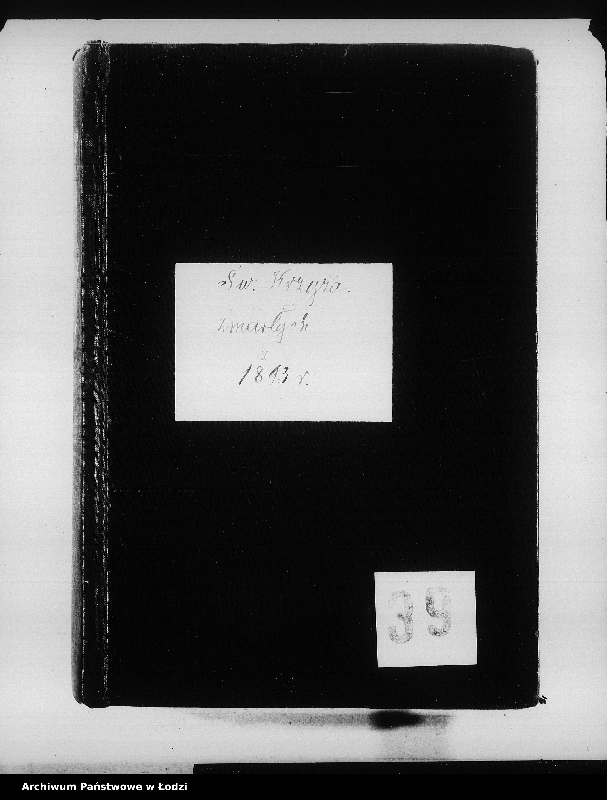 Św. Krzyża.
zmarłych
z
1893 r.
39
Archiwum Państwowe w Łodzi